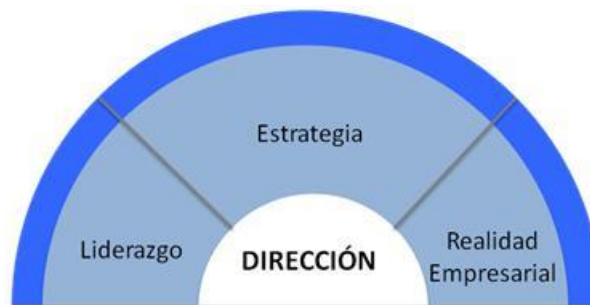 Estrategia
Liderazgo
DIRECCIÓN
Realidad
Empresarial